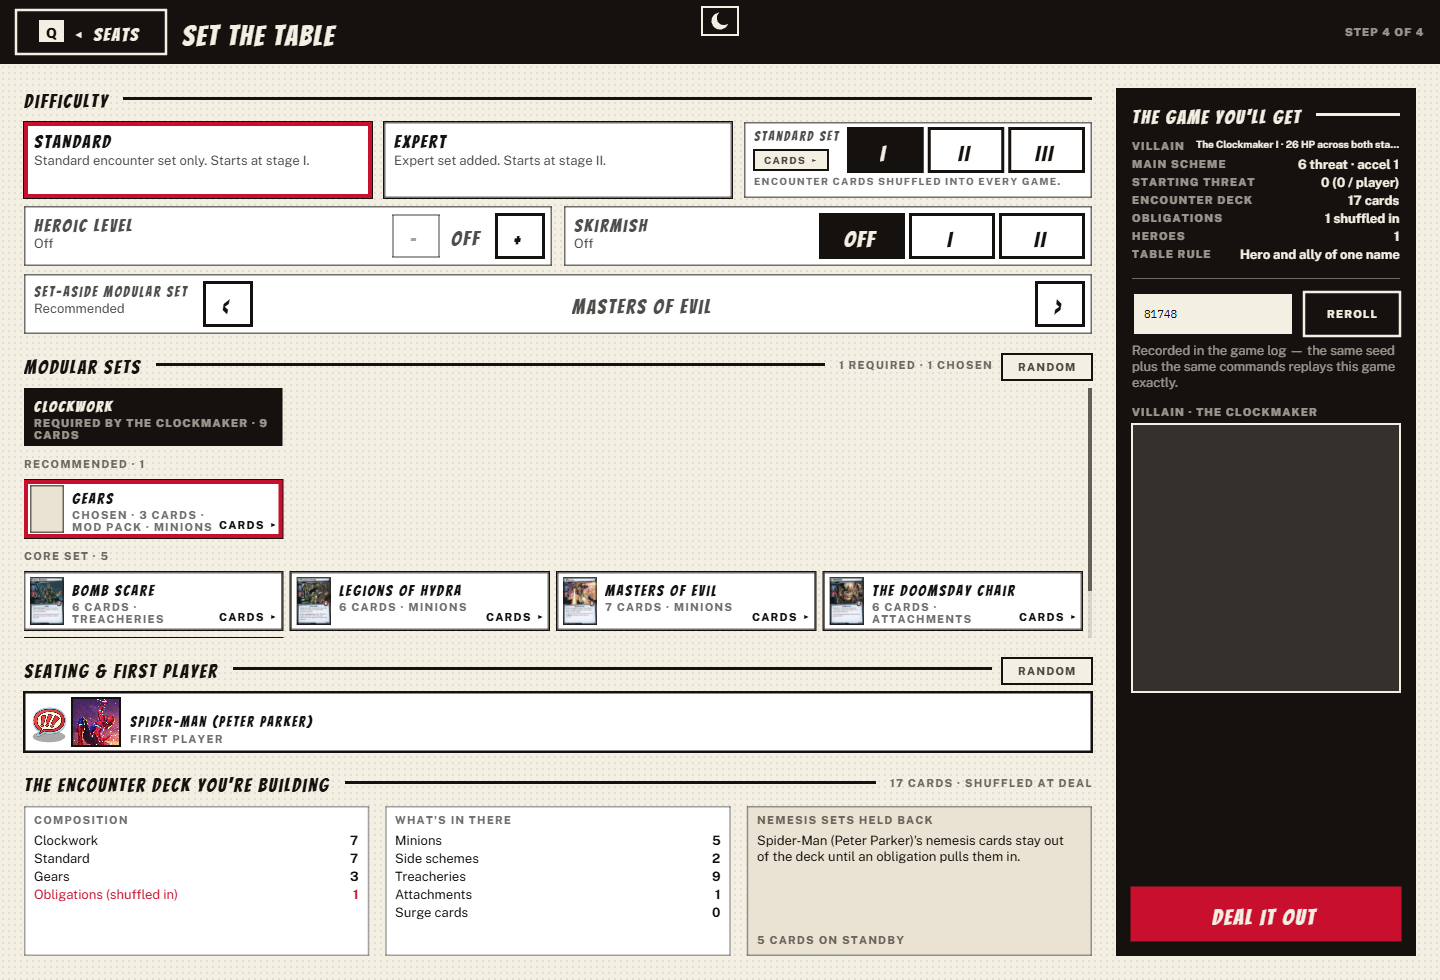 Q ◂ SEATS
SET THE TABLE
STEP 4 OF 4
DIFFICULTY
STANDARD
Standard encounter set only. Starts at stage I.
EXPERT
Expert set added. Starts at stage II.
STANDARD SET
CARDS ▸
I
II
III
ENCOUNTER CARDS SHUFFLED INTO EVERY GAME.
HEROIC LEVEL
Off
-
OFF
+
SKIRMISH
Off
OFF
I
II
SET-ASIDE MODULAR SET
Recommended
‹
MASTERS OF EVIL
›
MODULAR SETS
1 REQUIRED · 1 CHOSEN
RANDOM
CLOCKWORK
REQUIRED BY THE CLOCKMAKER · 9
CARDS
RECOMMENDED · 1
GEARS
CHOSEN · 3 CARDS ·
MOD PACK · MINIONS
CARDS ▸
CORE SET · 5
BOMB SCARE
6 CARDS ·
TREACHERIES
CARDS ▸
LEGIONS OF HYDRA
6 CARDS · MINIONS
CARDS ▸
MASTERS OF EVIL
7 CARDS · MINIONS
CARDS ▸
THE DOOMSDAY CHAIR
6 CARDS ·
ATTACHMENTS
CARDS ▸
SEATING & FIRST PLAYER
RANDOM
SPIDER-MAN (PETER PARKER)
FIRST PLAYER
THE ENCOUNTER DECK YOU'RE BUILDING
17 CARDS · SHUFFLED AT DEAL
COMPOSITION
Clockwork 7
Standard 7
Gears 3
Obligations (shuffled in) 1
WHAT'S IN THERE
Minions 5
Side schemes 2
Treacheries 9
Attachments 1
Surge cards 0
NEMESIS SETS HELD BACK
Spider-Man (Peter Parker)'s nemesis cards stay out
of the deck until an obligation pulls them in.
5 CARDS ON STANDBY
THE GAME YOU'LL GET
VILLAIN The Clockmaker I · 26 HP across both sta…
MAIN SCHEME 6 threat · accel 1
STARTING THREAT 0 (0 / player)
ENCOUNTER DECK 17 cards
OBLIGATIONS 1 shuffled in
HEROES 1
TABLE RULE Hero and ally of one name
81748
REROLL
Recorded in the game log — the same seed
plus the same commands replays this game
exactly.
VILLAIN · THE CLOCKMAKER
DEAL IT OUT